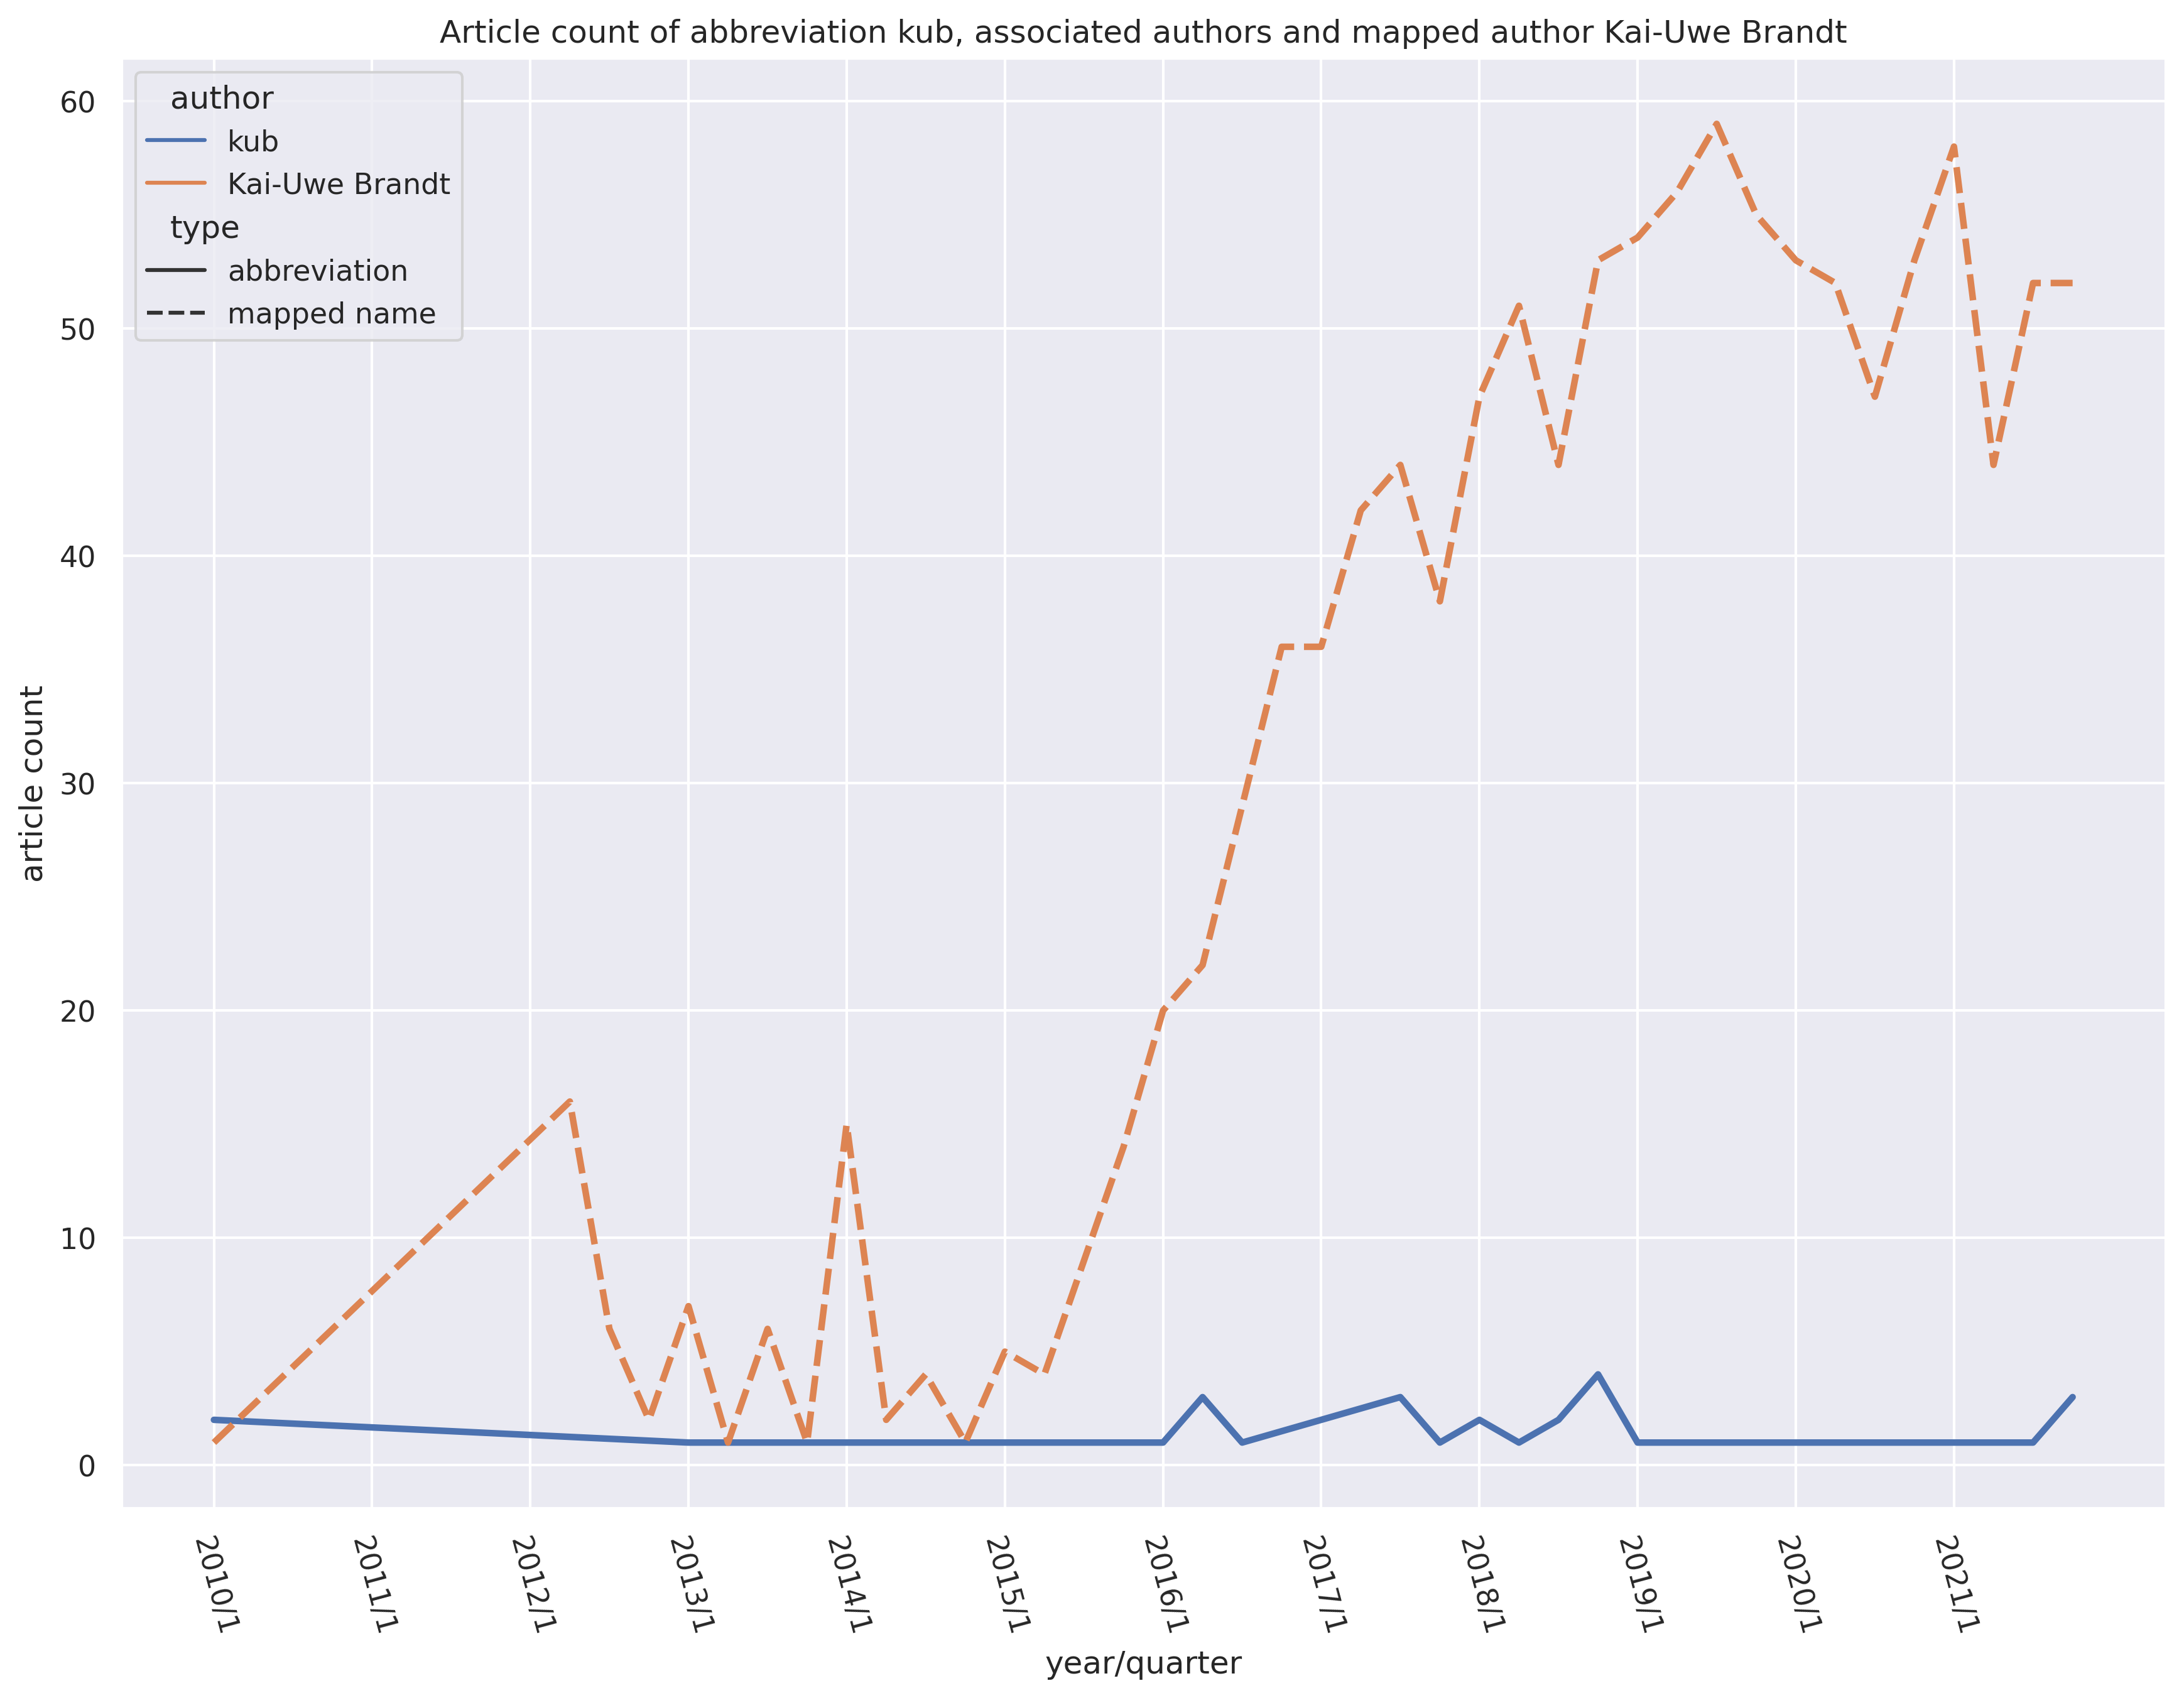 Article count of abbreviation kub, associated authors and mapped author Kai-Uwe Brandt
author
kub
Kai-Uwe Brandt
type
abbreviation
mapped name
60
50
40
30
20
10
0
article count
2010/1
2011/1
2012/1
2013/1
2014/1
2015/1
2016/1
2017/1
2018/1
2019/1
2020/1
2021/1
year/quarter